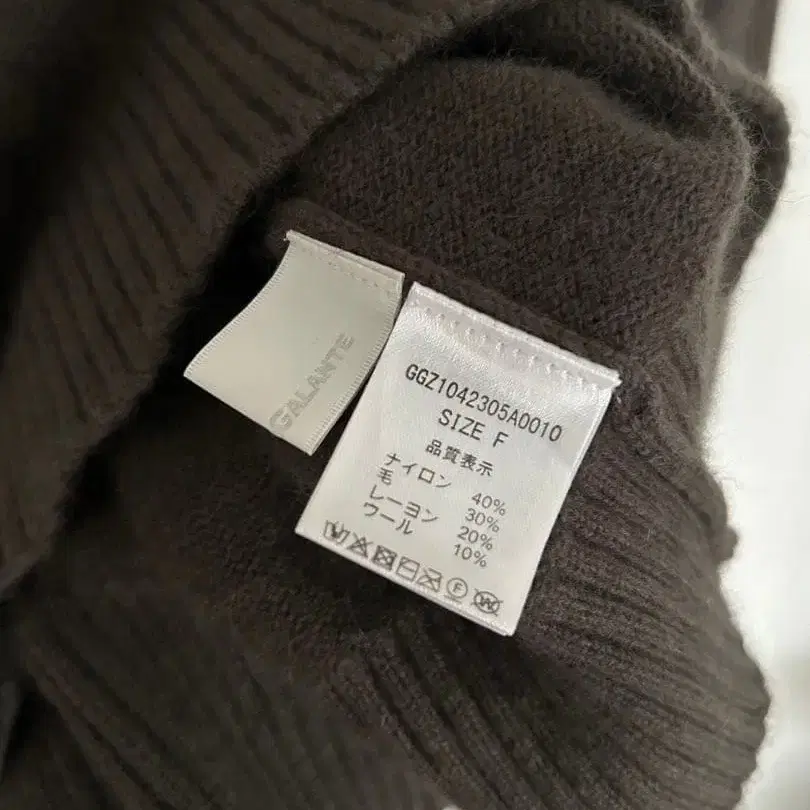 GALANTE
GGZ1042305A0010
SIZE F
品質表示
ナイロン 40%
毛 30%
レーヨン 20%
ウール 10%
F
W